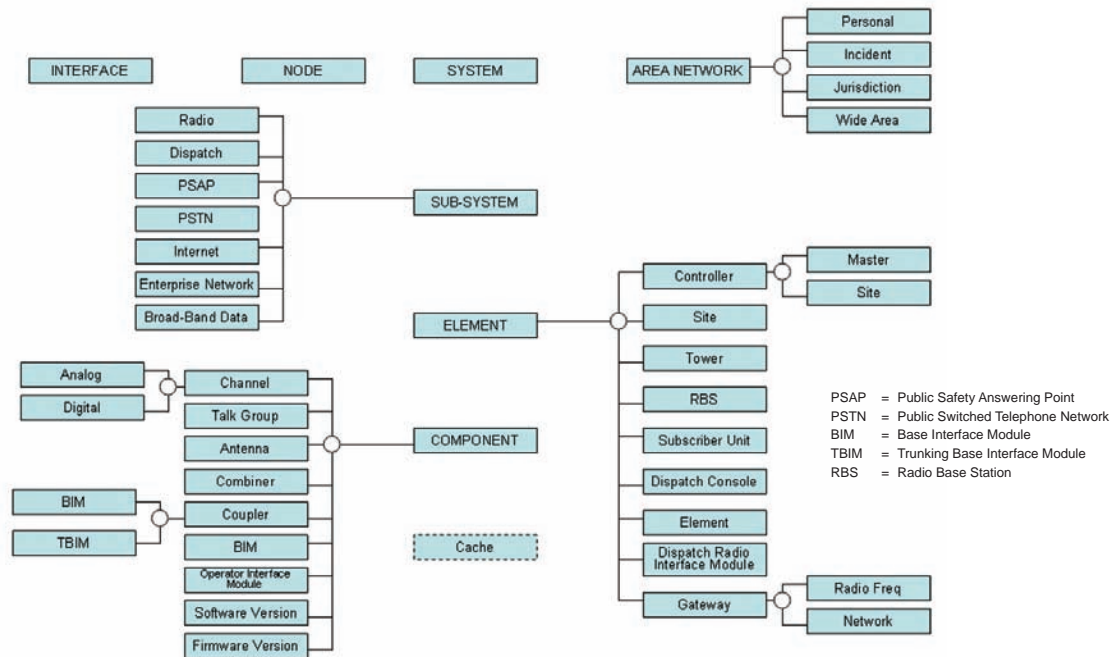 INTERFACE
NODE
SYSTEM
AREA NETWORK
Personal
Incident
Jurisdiction
Wide Area
Radio
Dispatch
PSAP
PSTN
Internet
Enterprise Network
Broad-Band Data
SUB-SYSTEM
ELEMENT
Controller
Master
Site
Site
Tower
RBS
Subscriber Unit
Dispatch Console
Element
Dispatch Radio
Interface Module
Gateway
Radio Freq
Network
Analog
Digital
Channel
Talk Group
Antenna
Combiner
Coupler
BIM
TBIM
BIM
Operator Interface
Module
Software Version
Firmware Version
COMPONENT
Cache
PSAP = Public Safety Answering Point
PSTN = Public Switched Telephone Network
BIM = Base Interface Module
TBIM = Trunking Base Interface Module
RBS = Radio Base Station